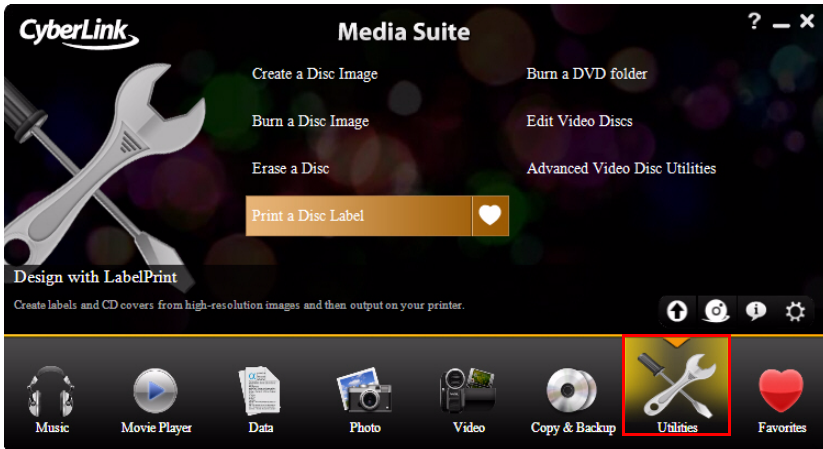 CyberLink
Media Suite
? _ ×
Create a Disc Image
Burn a DVD folder
Burn a Disc Image
Edit Video Discs
Erase a Disc
Advanced Video Disc Utilities
Print a Disc Label
Design with LabelPrint
Create labels and CD covers from high-resolution images and then output on your printer.
Music
Movie Player
Data
Photo
Video
Copy & Backup
Utilities
Favorites